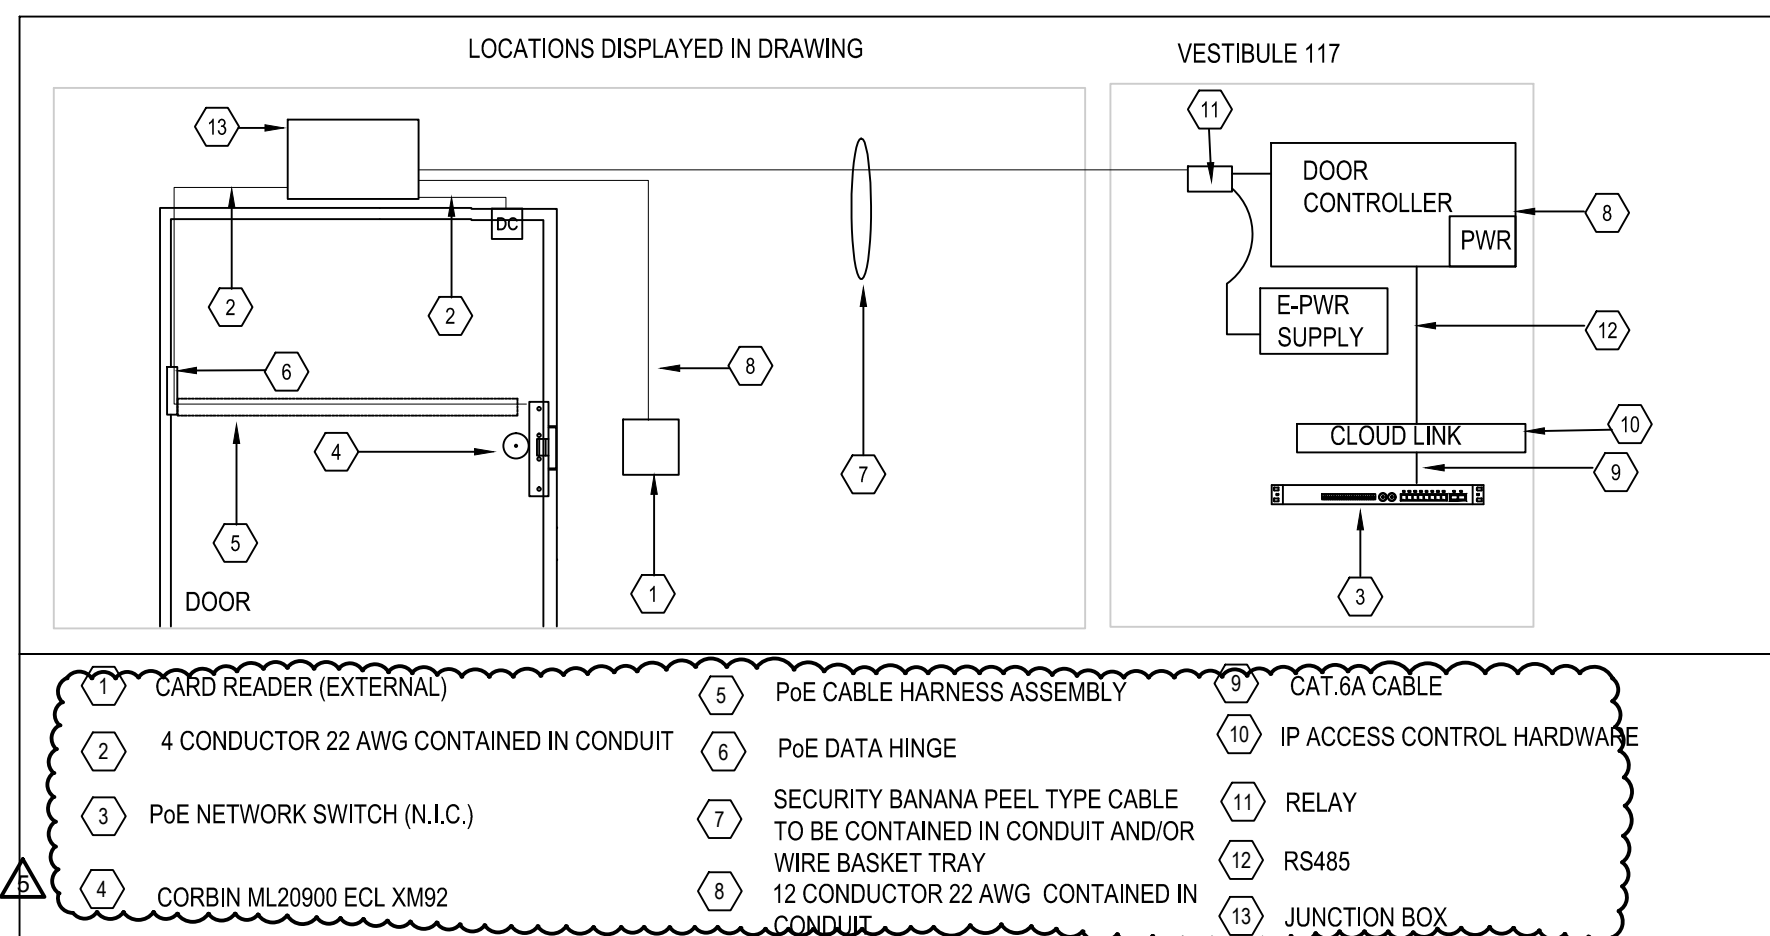 LOCATIONS DISPLAYED IN DRAWING
VESTIBULE 117
13
11
DOOR
CONTROLLER
PWR
8
DC
2
2
E-PWR
SUPPLY
12
6
8
4
7
CLOUD LINK
10
9
5
1
3
DOOR
1 CARD READER (EXTERNAL)
2 4 CONDUCTOR 22 AWG CONTAINED IN CONDUIT
3 PoE NETWORK SWITCH (N.I.C.)
5
4 CORBIN ML20900 ECL XM92
5 PoE CABLE HARNESS ASSEMBLY
6 PoE DATA HINGE
7 SECURITY BANANA PEEL TYPE CABLE
TO BE CONTAINED IN CONDUIT AND/OR
WIRE BASKET TRAY
8 12 CONDUCTOR 22 AWG CONTAINED IN
CONDUIT
9 CAT.6A CABLE
10 IP ACCESS CONTROL HARDWARE
11 RELAY
12 RS485
13 JUNCTION BOX